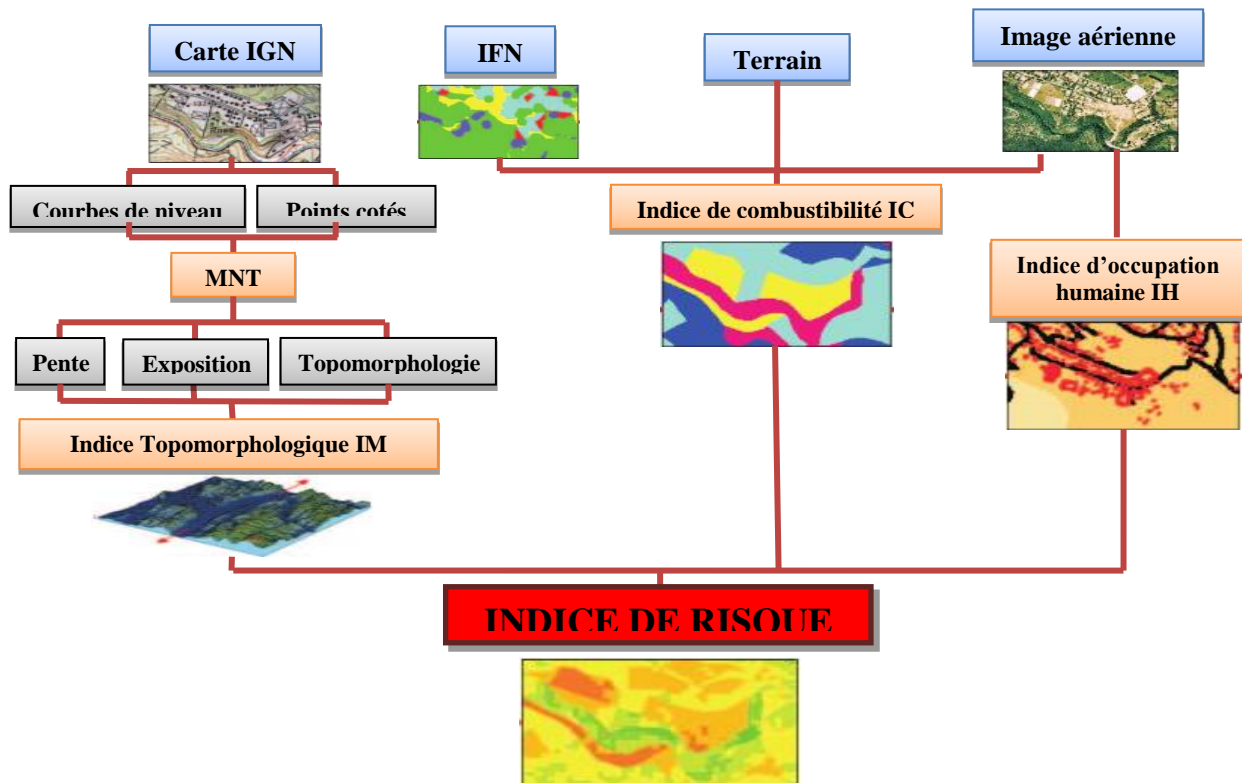 Carte IGN
IFN
Terrain
Image aérienne
Courbes de niveau
Points cotés
Indice de combustibilité IC
MNT
Indice d’occupation
humaine IH
Pente
Exposition
Topomorphologie
Indice Topomorphologique IM
INDICE DE RISQUE